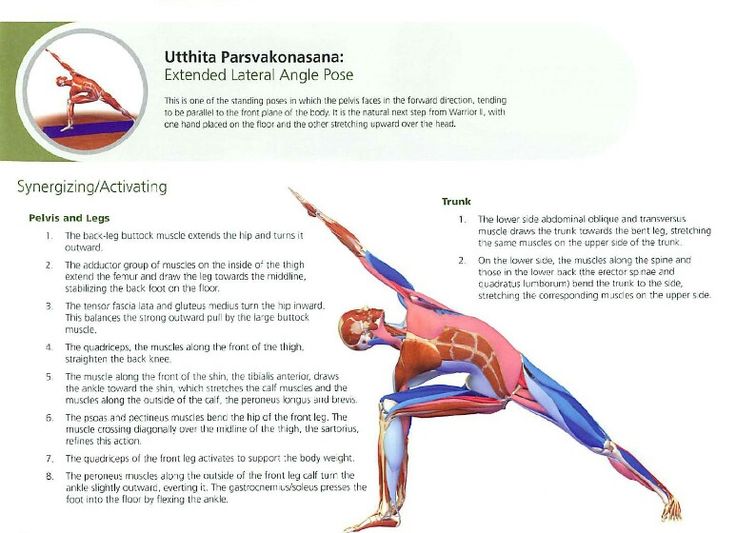 Utthita Parsvakonasana:
Extended Lateral Angle Pose
This is one of the standing poses in which the pelvis faces in the forward direction, tending
to be parallel to the front plane of the body. It is the natural next step from Warrior II, with
one hand placed on the floor and the other stretching upward over the head.
Synergizing/Activating
Pelvis and Legs
1. The back-leg buttock muscle extends the hip and turns it
outward.
2. The adductor group of muscles on the inside of the thigh
extend the femur and draw the leg towards the middline,
stabilizing the back foot on the floor.
3. The tensor fascia lata and gluteus medius turn the hip inward.
This balances the strong outward pull by the large buttock
muscle.
4. The quadriceps, the muscles along the front of the thigh,
straighten the back knee.
5. The muscle along the front of the shin, the tibialis anterior, draws
the ankle toward the shin, which stretches the calf muscles and the
muscles along the outside of the calf, the peroneus longus and brevis.
6. The psoas and pectineus muscles bend the hip of the front leg. The
muscle crossing diagonally over the midline of the thigh, the sartorius,
refines this action.
7. The quadriceps of the front leg activates to support the body weight.
8. The peroneus muscles along the outside of the front leg calf turn the
ankle slightly outward, everting it. The gastrocnemius/soleus presses the
foot into the floor by flexing the ankle.
Trunk
1. The lower side abdominal oblique and transversus
muscle draws the trunk towards the bent leg, stretching
the same muscles on the upper side of the trunk.
2. On the lower side, the muscles along the spine and
those in the lower back (the erector spinae and
quadratus lumborum) bend the trunk to the side,
stretching the corresponding muscles on the upper side.